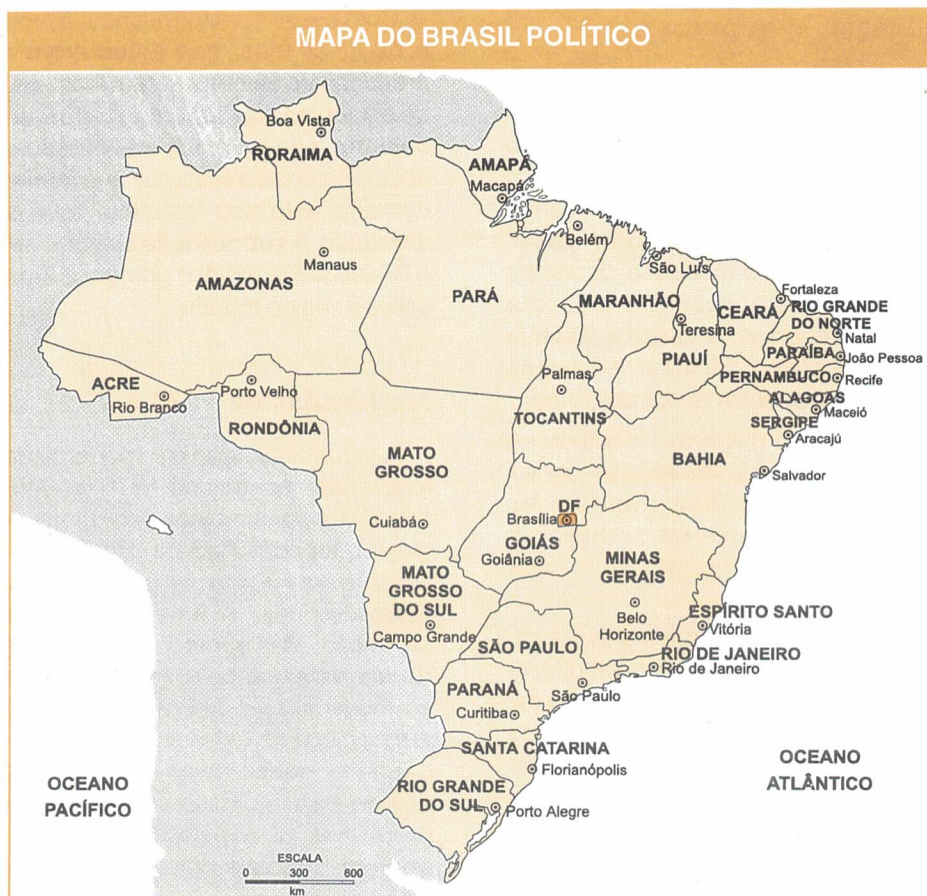 MAPA DO BRASIL POLÍTICO
Boa Vista
RORAIMA
AMAPÁ
Macapá
Belém
São Luís
Manaus
AMAZONAS
PARÁ
MARANHÃO
Teresina
CEARÁ
Fortaleza
RIO GRANDE
DO NORTE
Natal
PARAÍBA
João Pessoa
PIAUÍ
PERNAMBUCO
Recife
ACRE
Rio Branco
Porto Velho
RONDÔNIA
Palmas
TOCANTINS
ALAGOAS
Maceió
SERGIPE
Aracajú
MATO
GROSSO
Cuiabá
BAHIA
Salvador
DF
Brasília
GOIÁS
Goiânia
MINAS
GERAIS
Belo
Horizonte
MATO
GROSSO
DO SUL
Campo Grande
ESPÍRITO SANTO
Vitória
SÃO PAULO
São Paulo
RIO DE JANEIRO
Rio de Janeiro
PARANÁ
Curitiba
SANTA CATARINA
Florianópolis
RIO GRANDE
DO SUL
Porto Alegre
OCEANO
PACÍFICO
OCEANO
ATLÂNTICO
ESCALA
0 300 600
km